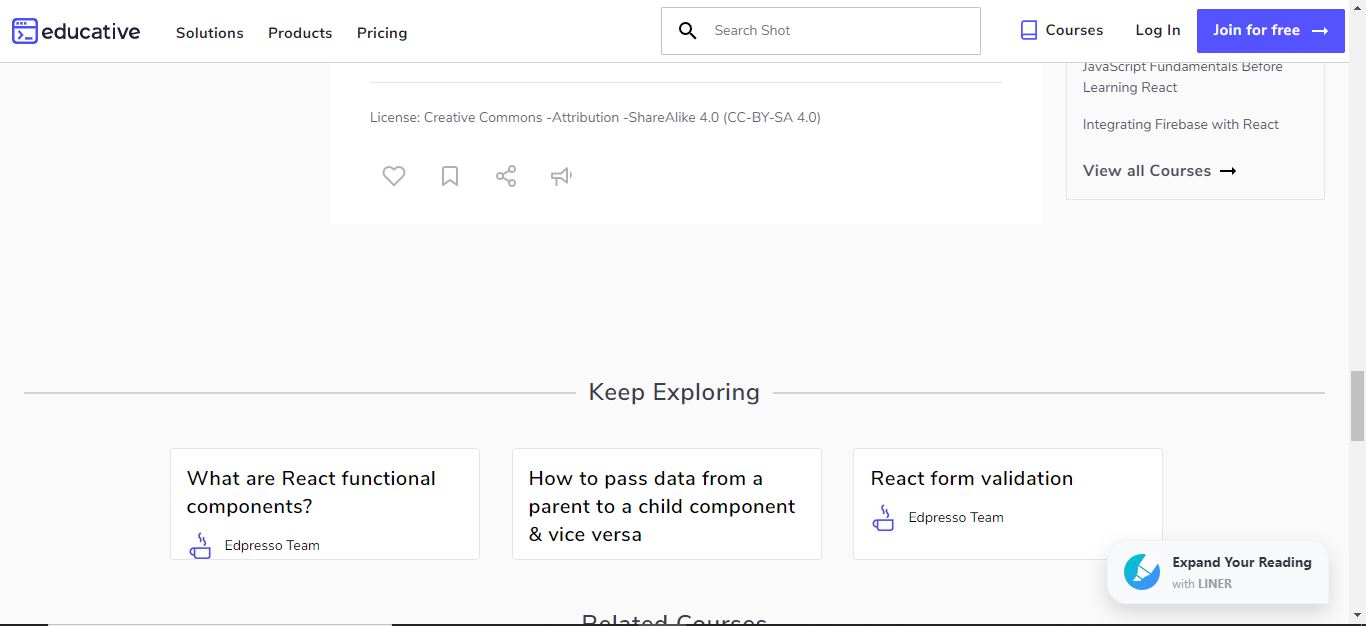 educative
Solutions
Products
Pricing
Search Shot
Courses
Log In
Join for free
JavaScript Fundamentals Before
Learning React
Integrating Firebase with React
View all Courses
License: Creative Commons -Attribution -ShareAlike 4.0 (CC-BY-SA 4.0)
Keep Exploring
What are React functional
components?
Edpresso Team
How to pass data from a
parent to a child component
& vice versa
React form validation
Edpresso Team
Expand Your Reading
with LINER
Related Courses